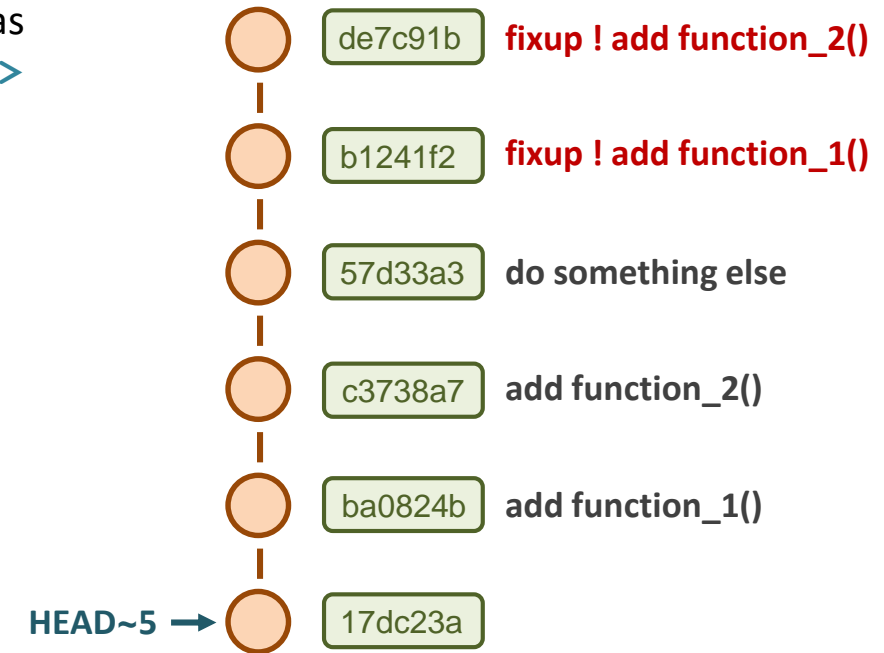 as
>
de7c91b fixup ! add function_2()
b1241f2 fixup ! add function_1()
57d33a3 do something else
c3738a7 add function_2()
ba0824b add function_1()
HEAD~5 17dc23a